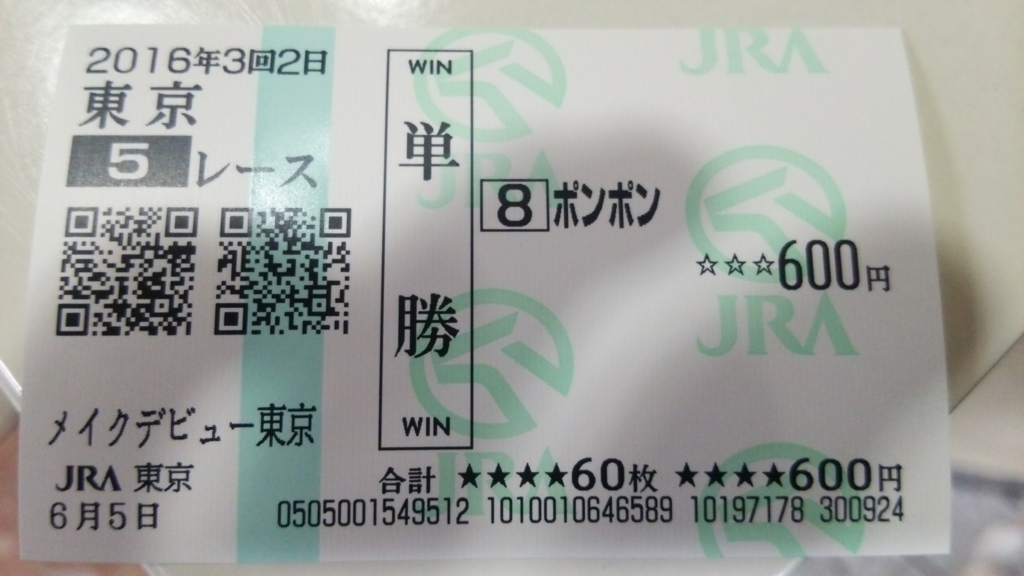 2016年3回2日
東京
5レース
メイクデビュー東京
JRA 東京
6月5日
WIN
単勝
WIN
8 ポンポン
☆☆☆600円
合計 ★★★★60枚 ★★★★600円
0505001549512 1010010646589 10197178 300924
JRA
JRA
JRA
JRA